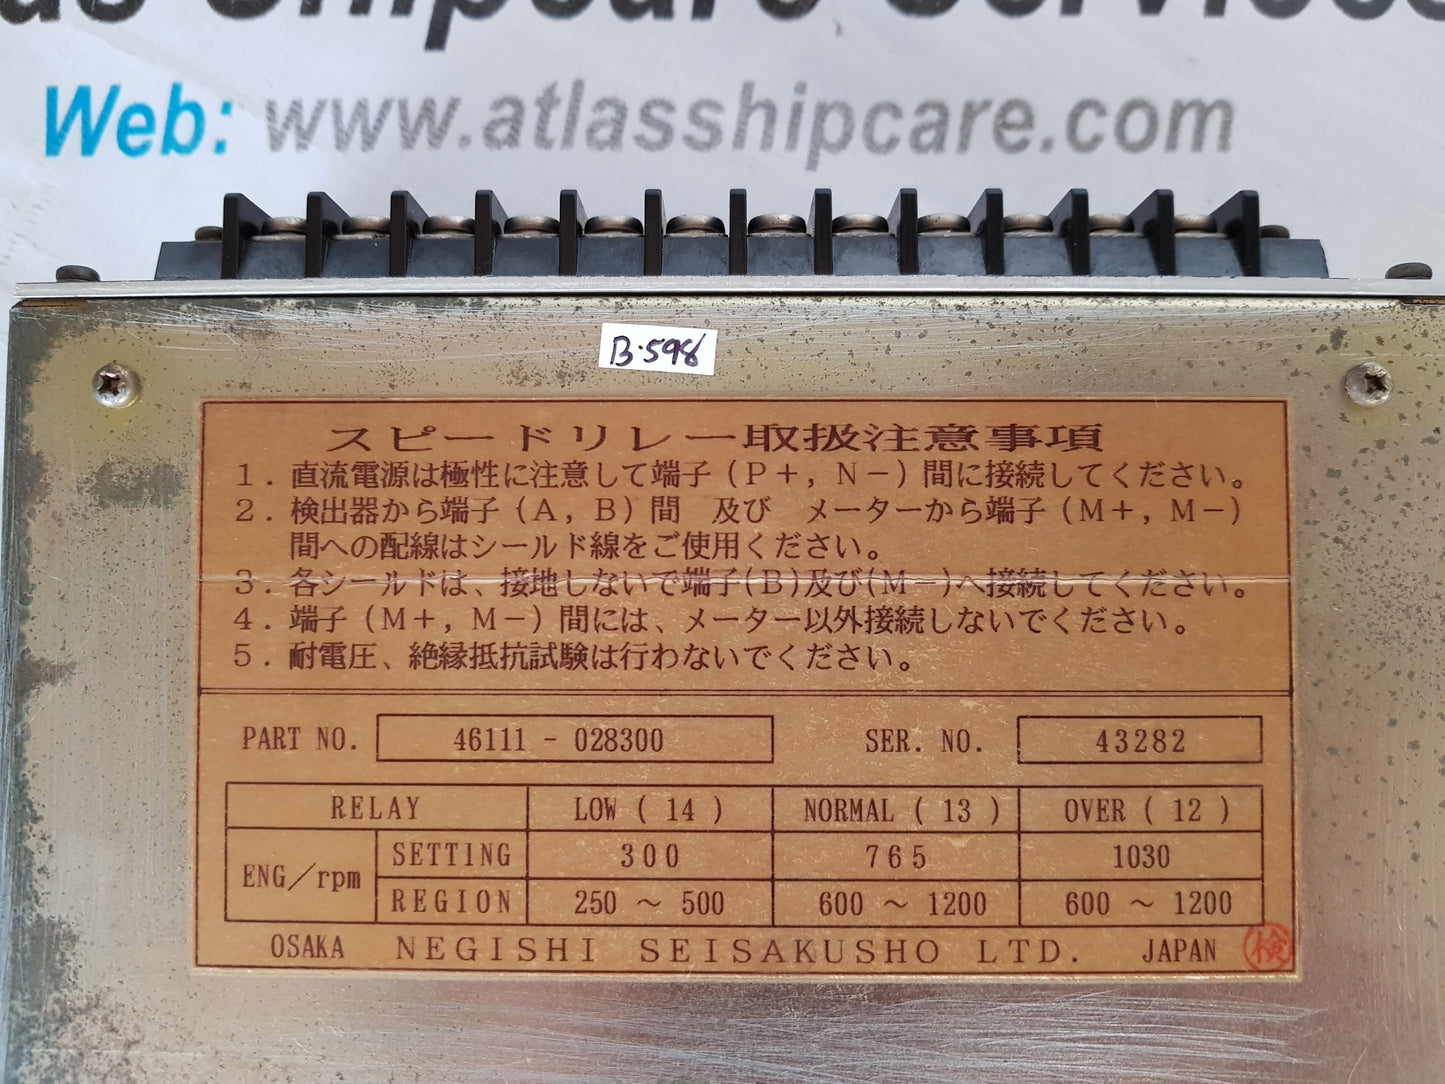 as Shipcare Services
Web: www.atlasshipcare.com
B.598
スピードリレー取扱注意事項
1．直流電源は極性に注意して端子（P＋，N－）間に接続してください。
2．検出器から端子（A，B）間　及び　メーターから端子（M＋，M－）
間への配線はシールド線をご使用ください。
3．各シールドは、接地しないで端子(B)及び(M－)へ接続してください。
4．端子（M＋，M－）間には、メーター以外接続しないでください。
5．耐電圧、絶縁抵抗試験は行わないでください。
PART NO. 46111 - 028300 SER. NO. 43282
RELAY LOW ( 14 ) NORMAL ( 13 ) OVER ( 12 )
ENG／rpm SETTING 300 765 1030
REGION 250 ～ 500 600 ～ 1200 600 ～ 1200
OSAKA NEGISHI SEISAKUSHO LTD. JAPAN 検